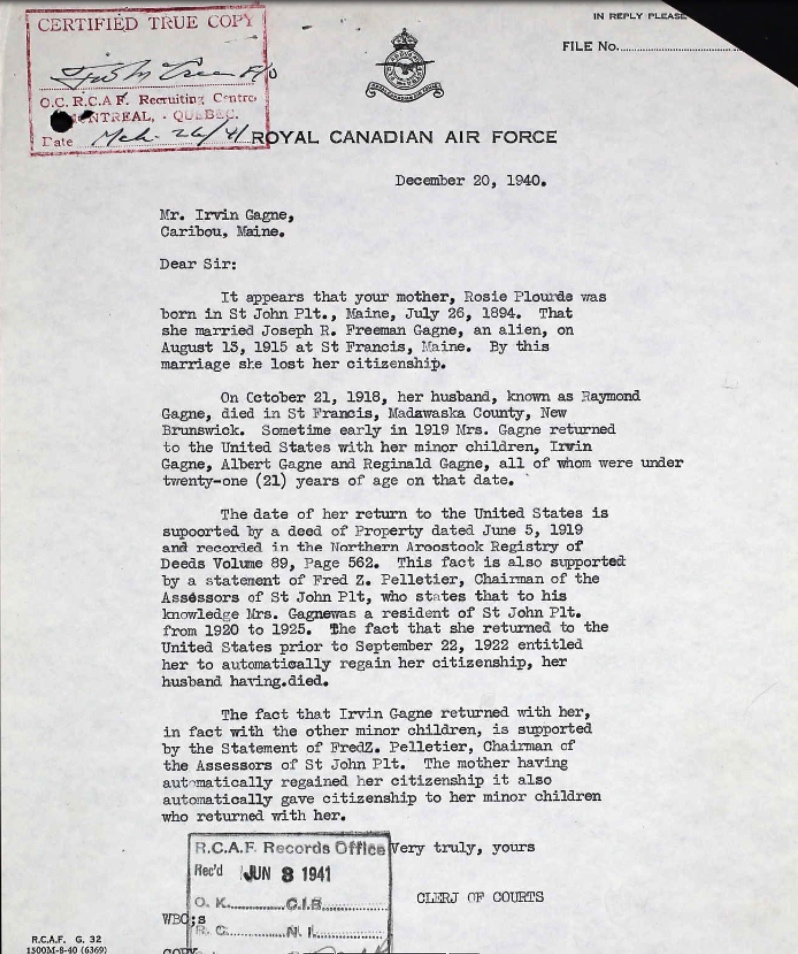 CERTIFIED TRUE COPY
F/O
O.C. R.C.A F. Recruiting Centre,
MONTREAL, - QUEBEC.
Date Mch. 26/41
IN REPLY PLEASE
FILE No.
ROYAL CANADIAN AIR FORCE
December 20, 1940.
Mr. Irvin Gagne,
Caribou, Maine.
Dear Sir:
It appears that your mother, Rosie Plourde was
born in St John Plt., Maine, July 26, 1894. That
she married Joseph R. Freeman Gagne, an alien, on
August 13, 1915 at St Francis, Maine. By this
marriage she lost her citizenship.
On October 21, 1918, her husband, known as Raymond
Gagne, died in St Francis, Madawaska County, New
Brunswick. Sometime early in 1919 Mrs. Gagne returned
to the United States with her minor children, Irwin
Gagne, Albert Gagne and Reginald Gagne, all of whom were under
twenty-one (21) years of age on that date.
The date of her return to the United States is
supoorted by a deed of Property dated June 5, 1919
and recorded in the Northern Aroostook Registry of
Deeds Volume 89, Page 562. This fact is also supported
by a statement of Fred Z. Pelletier, Chairman of the
Assessors of St John Plt, who states that to his
knowledge Mrs. Gagnewas a resident of St John Plt.
from 1920 to 1925. The fact that she returned to the
United States prior to September 22, 1922 entitled
her to automatically regain her citizenship, her
husband having.died.
The fact that Irvin Gagne returned with her,
in fact with the other minor children, is supported
by the Statement of FredZ. Pelletier, Chairman of
the Assessors of St John Plt. The mother having
automatically regained her citizenship it also
automatically gave citizenship to her minor children
who returned with her.
Very truly, yours
R.C.A.F. Records Office
Rec'd JUN 8 1941
O. K. C.I.B.
R. C. N. I.
CLERJ OF COURTS
WBC;s
COPY
R.C.A.F. G. 32
1500M-8-40 (6369)